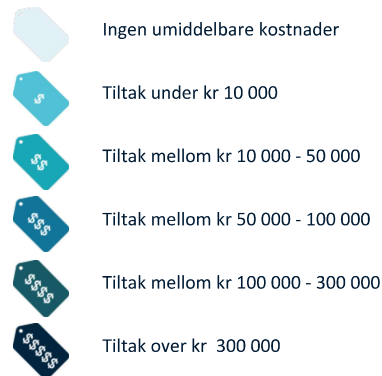 Ingen umiddelbare kostnader
$ Tiltak under kr 10 000
$$ Tiltak mellom kr 10 000 - 50 000
$$$ Tiltak mellom kr 50 000 - 100 000
$$$$ Tiltak mellom kr 100 000 - 300 000
$$$$$ Tiltak over kr  300 000